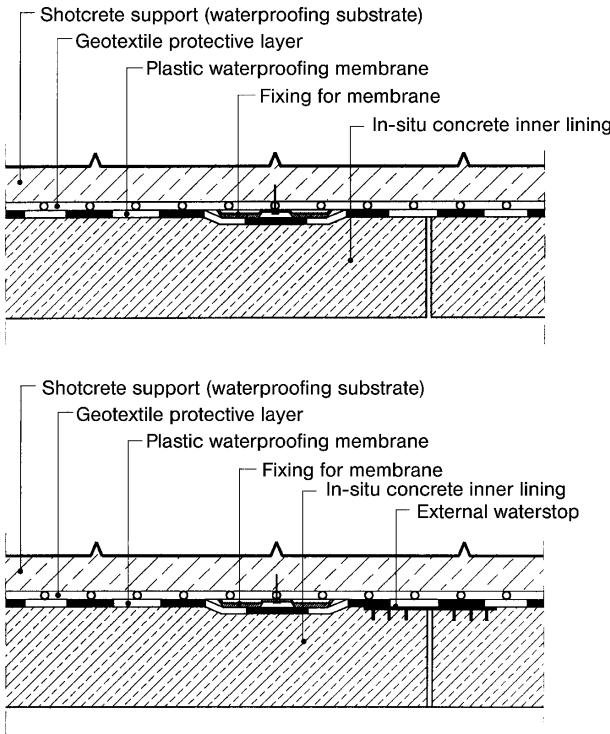 Shotcrete support (waterproofing substrate)
Geotextile protective layer
Plastic waterproofing membrane
Fixing for membrane
In-situ concrete inner lining
Shotcrete support (waterproofing substrate)
Geotextile protective layer
Plastic waterproofing membrane
Fixing for membrane
In-situ concrete inner lining
External waterstop